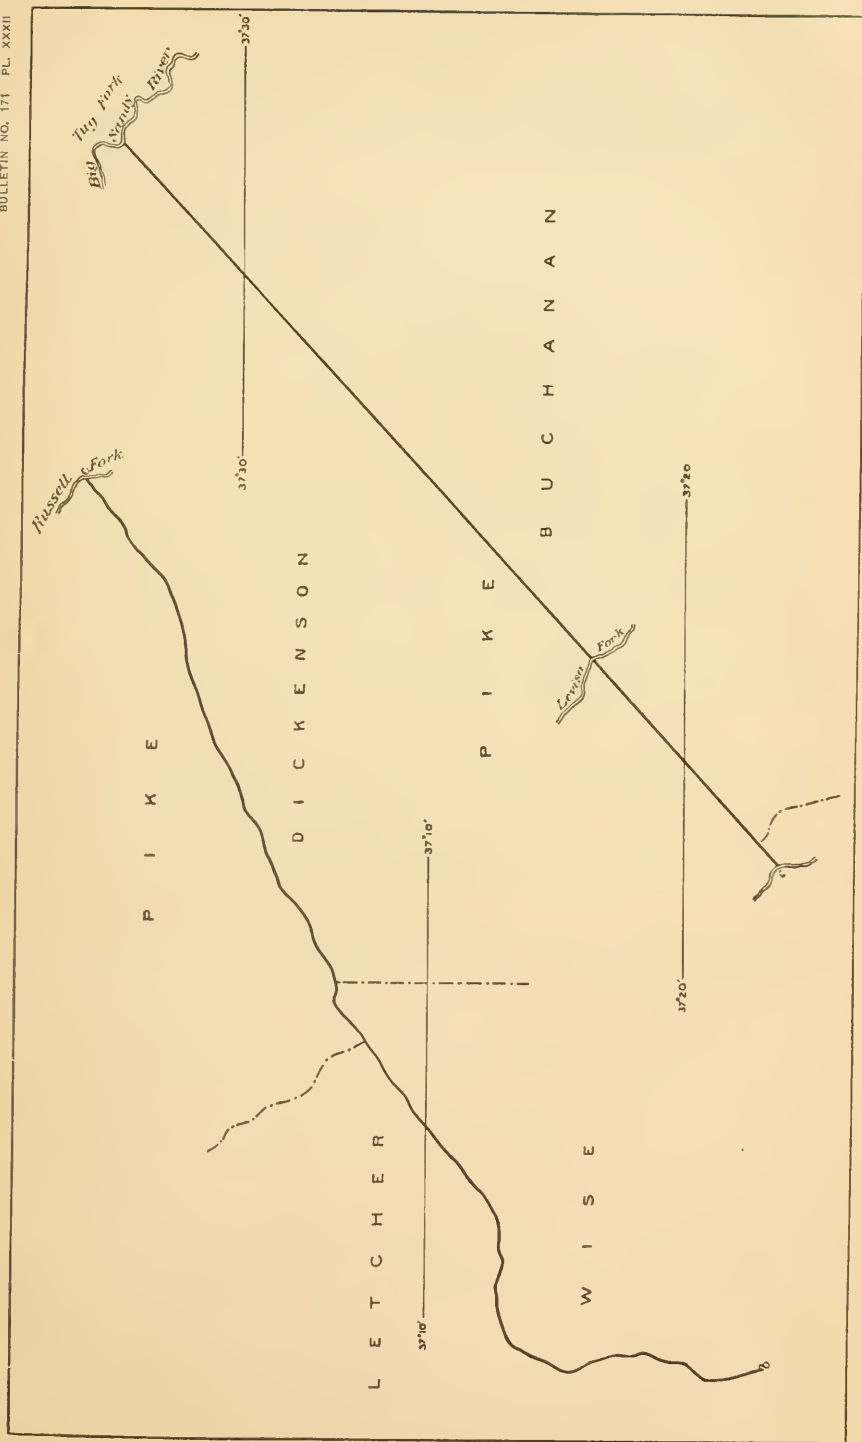 BULLETIN NO. 171 PL. XXXII
Big Sandy River
Tug Fork
37°30'
37°30'
Russell Fork
c
PIKE
DICKENSON
BUCHANAN
PIKE
Levisa Fork
37°20
37°20'
c
37°10'
37°10'
LETCHER
WISE
b